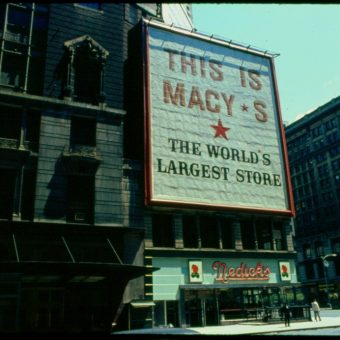 THIS IS
MACY★S
★
THE WORLD'S
LARGEST STORE
Nedick's